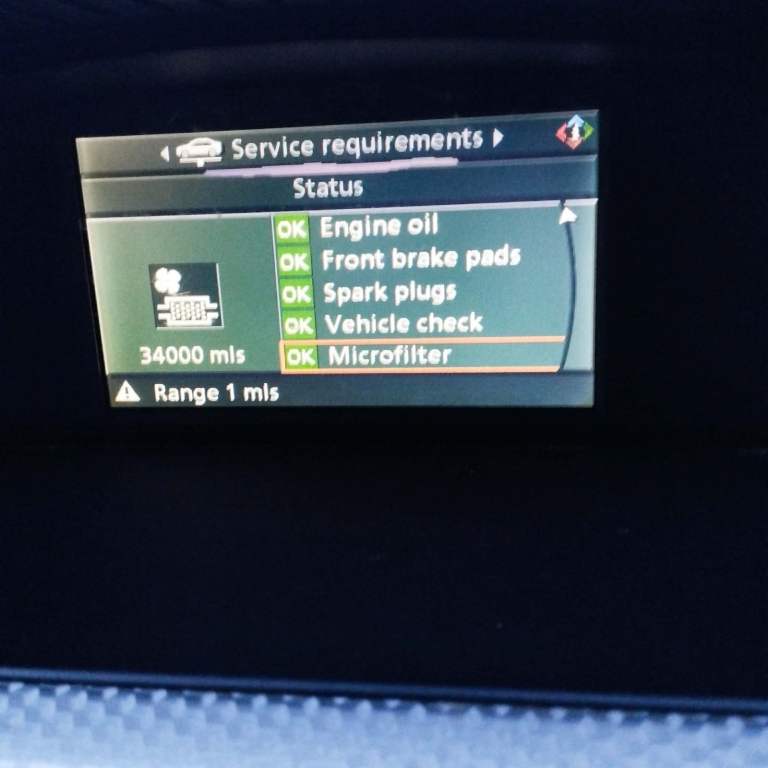 Service requirements
Status
OK Engine oil
OK Front brake pads
OK Spark plugs
OK Vehicle check
OK Microfilter
34000 mls
Range 1 mls